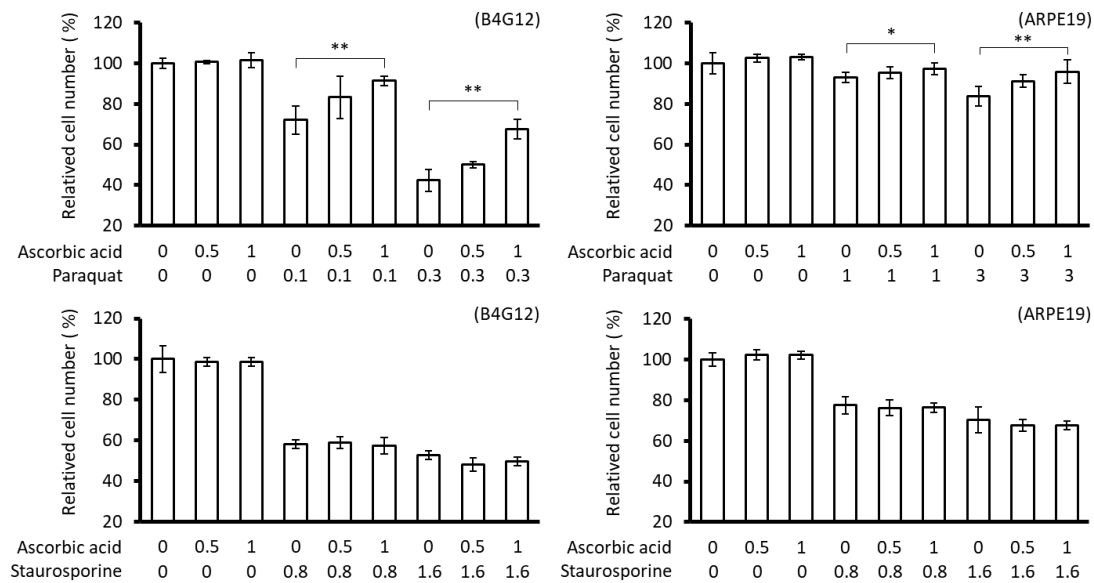 (B4G12)
Relatived cell number ( %)
120
100
80
60
40
20
**
**
Ascorbic acid 0 0.5 1 0 0.5 1 0 0.5 1
Paraquat 0 0 0 0.1 0.1 0.1 0.3 0.3 0.3
(ARPE19)
Relatived cell number ( %)
120
100
80
60
40
20
*
**
Ascorbic acid 0 0.5 1 0 0.5 1 0 0.5 1
Paraquat 0 0 0 1 1 1 3 3 3
(B4G12)
Relatived cell number ( %)
120
100
80
60
40
20
Ascorbic acid 0 0.5 1 0 0.5 1 0 0.5 1
Staurosporine 0 0 0 0.8 0.8 0.8 1.6 1.6 1.6
(ARPE19)
Relatived cell number ( %)
120
100
80
60
40
20
Ascorbic acid 0 0.5 1 0 0.5 1 0 0.5 1
Staurosporine 0 0 0 0.8 0.8 0.8 1.6 1.6 1.6